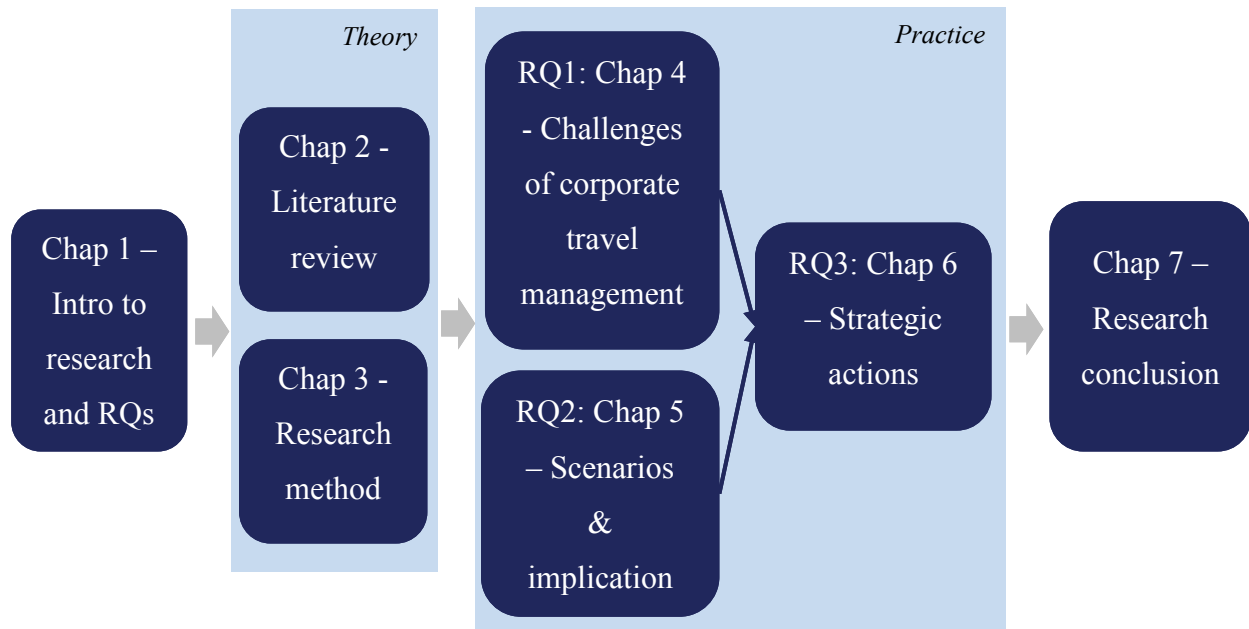 Chap 1 –
Intro to
research
and RQs
Theory
Chap 2 -
Literature
review
Chap 3 -
Research
method
Practice
RQ1: Chap 4
- Challenges
of corporate
travel
management
RQ2: Chap 5
– Scenarios
&
implication
RQ3: Chap 6
– Strategic
actions
Chap 7 –
Research
conclusion